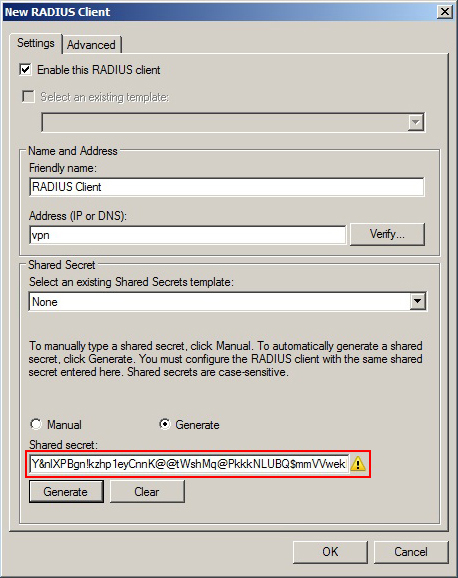 New RADIUS Client
Settings
Advanced
Enable this RADIUS client
Select an existing template:
Name and Address
Friendly name:
RADIUS Client
Address (IP or DNS):
vpn
Verify...
Shared Secret
Select an existing Shared Secrets template:
None
To manually type a shared secret, click Manual. To automatically generate a shared
secret, click Generate. You must configure the RADIUS client with the same shared
secret entered here. Shared secrets are case-sensitive.
Manual
Generate
Shared secret:
Y&nlXPBgn!kzhp1eyCnnK@@tWshMq@PkkkNLUBQ$mmVVwek
Generate
Clear
OK
Cancel